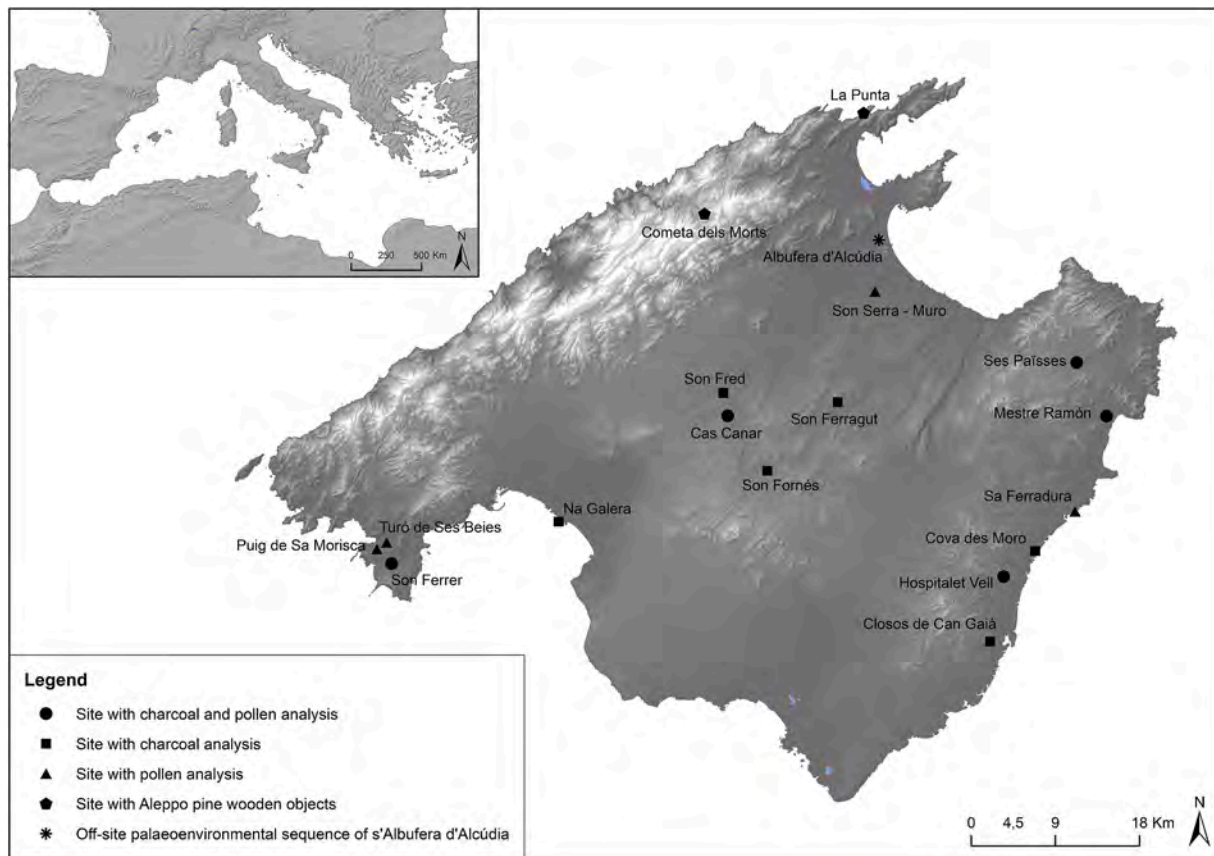 N
0 250 500 Km
La Punta
Cometa dels Morts
Albufera d'Alcúdia
Son Serra - Muro
Ses Païsses
Son Fred
Son Ferragut
Mestre Ramón
Cas Canar
Son Fornés
Sa Ferradura
Na Galera
Turó de Ses Beies
Cova des Moro
Puig de Sa Morisca
Son Ferrer
Hospitalet Vell
Closos de Can Gaià
Legend
Site with charcoal and pollen analysis
Site with charcoal analysis
Site with pollen analysis
Site with Aleppo pine wooden objects
Off-site palaeoenvironmental sequence of s'Albufera d'Alcúdia
N
0 4,5 9 18 Km